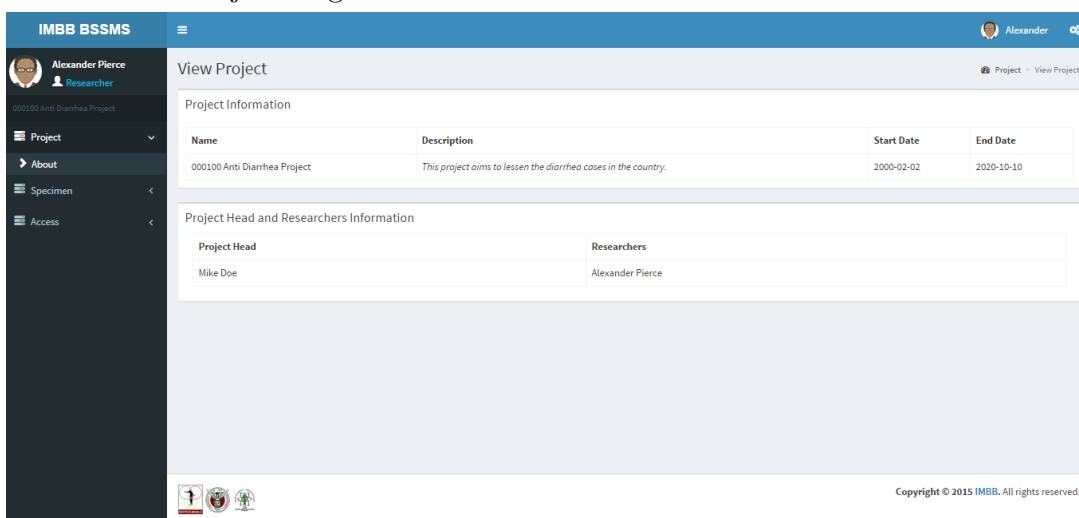 IMBB BSSMS
Alexander
Alexander Pierce
Researcher
000100 Anti Diarrhea Project
Project
About
Specimen
Access
View Project
Project > View Project
Project Information
Name Description Start Date End Date
000100 Anti Diarrhea Project This project aims to lessen the diarrhea cases in the country. 2000-02-02 2020-10-10
Project Head and Researchers Information
Project Head Researchers
Mike Doe Alexander Pierce
Copyright © 2015 IMBB. All rights reserved.